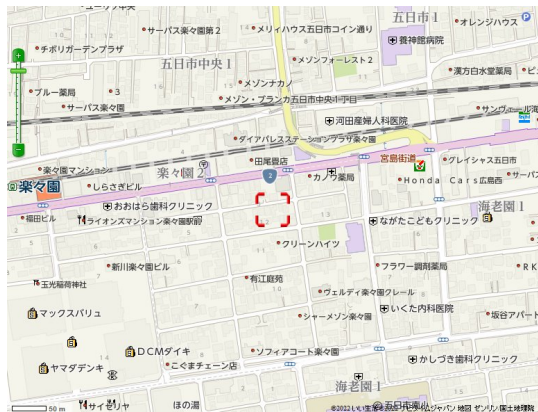 サーパス楽々園第2
メリィハウス五日市コイン通り
五日市1
オレンジハウス
P
チボリガーデンプラザ
養神館病院
五日市中央1
メゾンフォーレスト2
メゾンナカノ
漢方白水堂薬局
ブルー薬局
3
サーパス楽々園
メゾン・ブランカ五日市中央一丁目
河田産婦人科医院
ダイアパレスステーションプラザ楽々園
田尾畳店
宮島街道
グレイシャス五日市
楽々園マンション
楽々園2
2
カノウ薬局
Honda Cars広島西
楽々園
しらさぎビル
おおはら歯科クリニック
海老園1
福田ビル
ライオンズマンション楽々園駅前
ながたこどもクリニック
クリーンハイツ
新川楽々園ビル
フラワー調剤薬局
RK
玉光稲荷神社
有江庭苑
ヴェルディ楽々園クレール
マックスバリュ
シャーメゾン楽々園
いくた内科医院
坂谷アパート
DCMダイキ
ソフィアコート楽々園
ヤマダデンキ
こぐまチェーン店
かしづき歯科クリニック
海老園1
50 m
サイゼリヤ
ほの湯
五日市南小